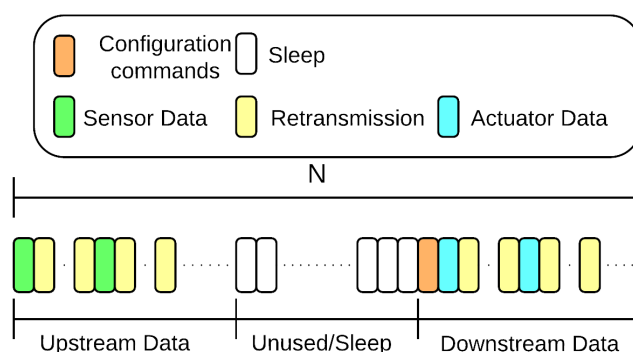 Configuration
commands
Sleep
Sensor Data
Retransmission
Actuator Data
N
Upstream Data
Unused/Sleep
Downstream Data